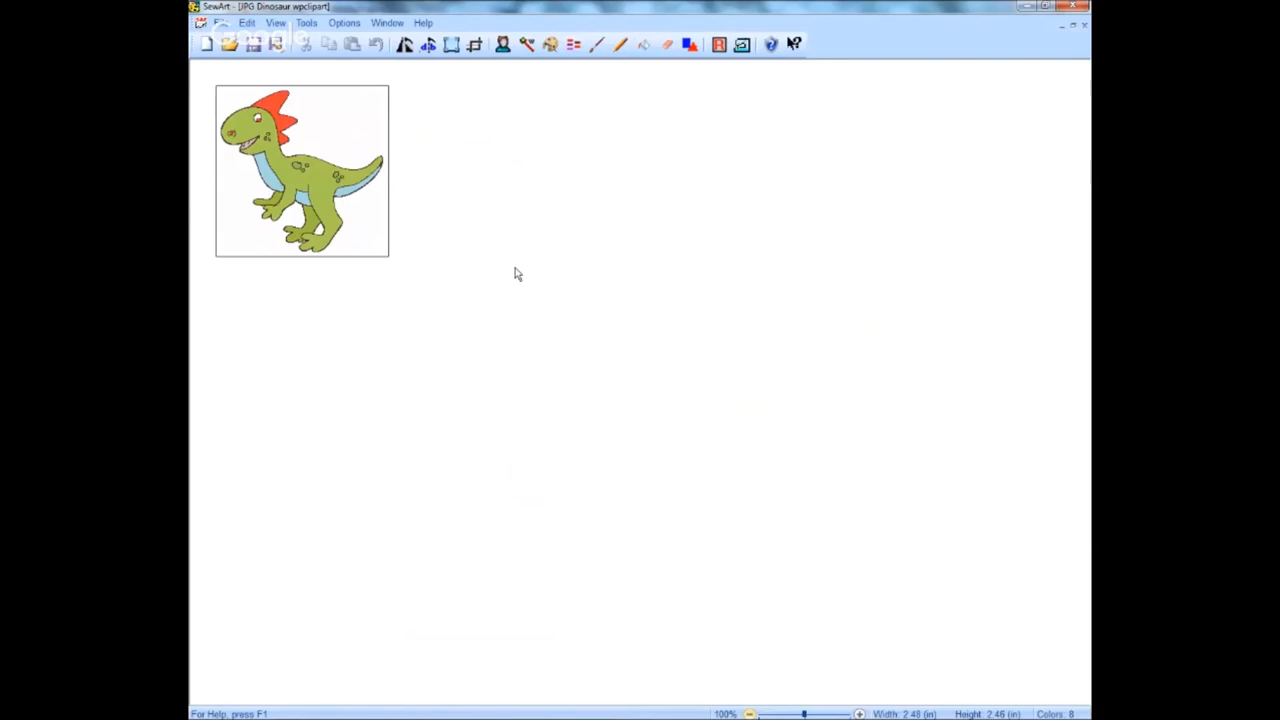 SewArt - [JPG Dinosaur wpclipart]
Edit View Tools Options Window Help
Google
R
For Help, press F1
100%
Width: 2.48 (in) Height: 2.46 (in) Colors: 8